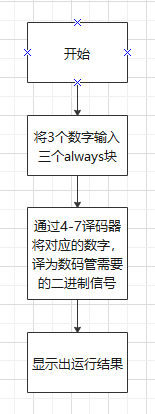 开始
将3个数字输入
三个always块
通过4-7译码器
将对应的数字，
译为数码管需要
的二进制信号
显示出运行结果